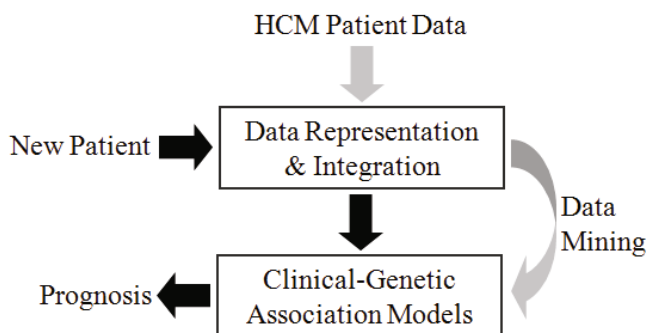 HCM Patient Data
New Patient
Data Representation
& Integration
Data
Mining
Prognosis
Clinical-Genetic
Association Models